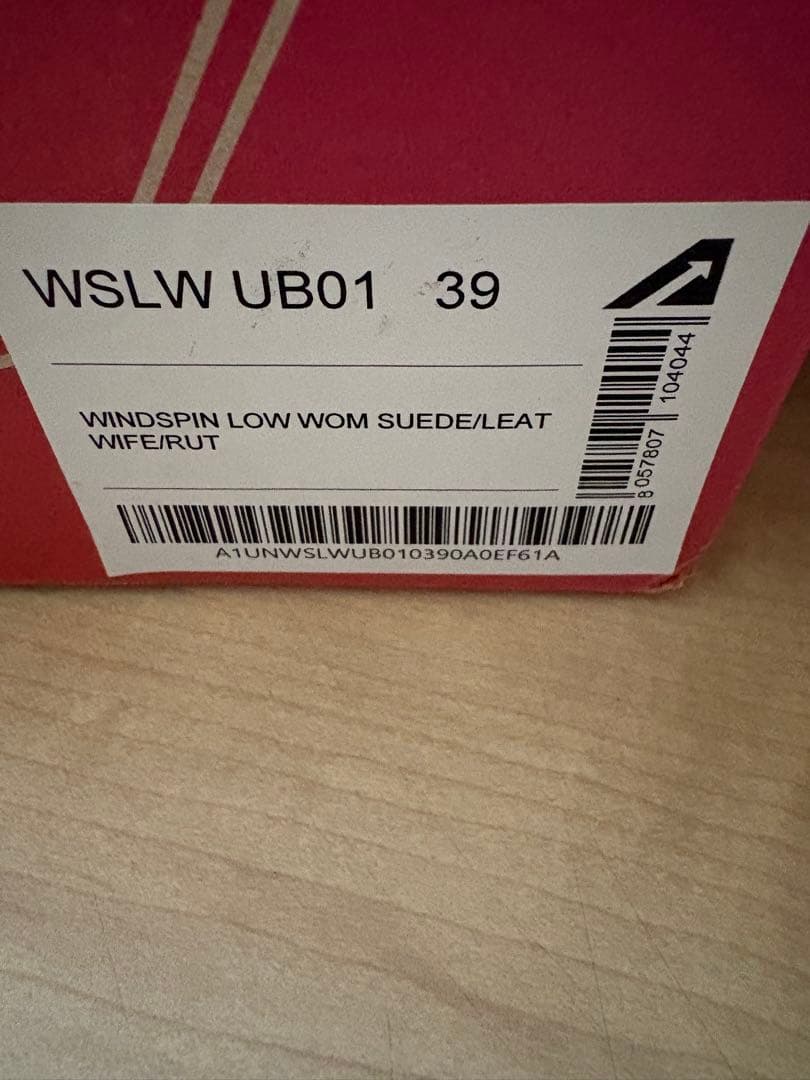 WSLW UB01 39
WINDSPIN LOW WOM SUEDE/LEAT
WIFE/RUT
8 057807 104044
A1UNWSLWUB010390A0EF61A